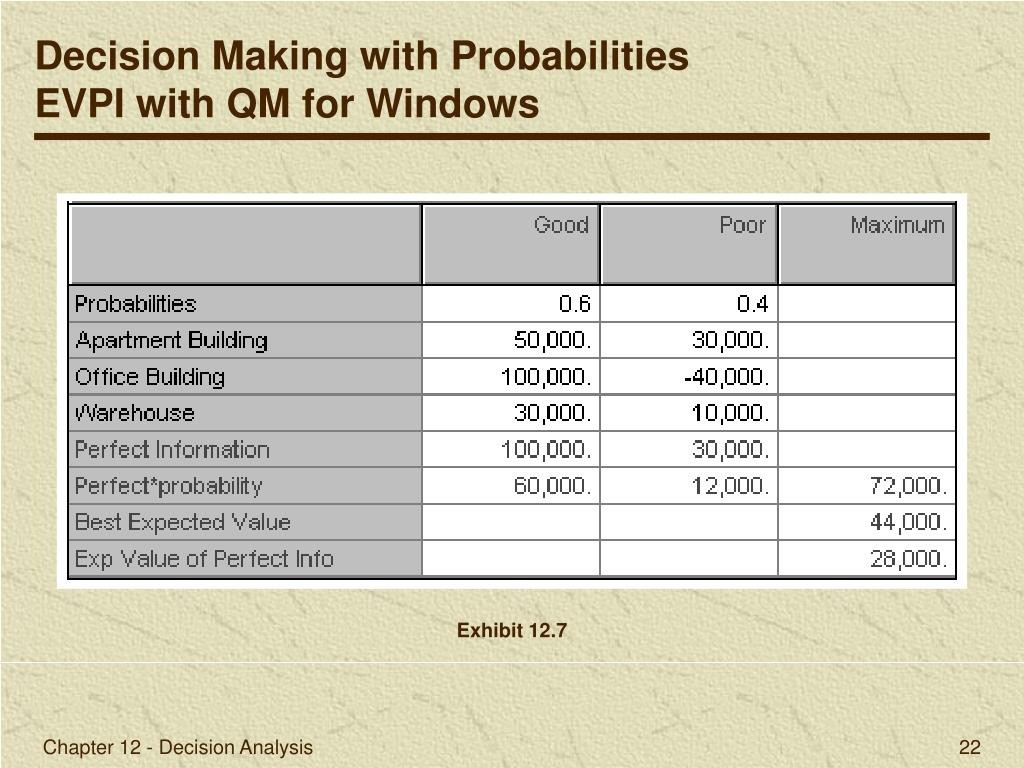 Decision Making with Probabilities
EVPI with QM for Windows
Good Poor Maximum
Probabilities 0.6 0.4
Apartment Building 50,000. 30,000.
Office Building 100,000. -40,000.
Warehouse 30,000. 10,000.
Perfect Information 100,000. 30,000.
Perfect*probability 60,000. 12,000. 72,000.
Best Expected Value 44,000.
Exp Value of Perfect Info 28,000.
Exhibit 12.7
Chapter 12 - Decision Analysis 22